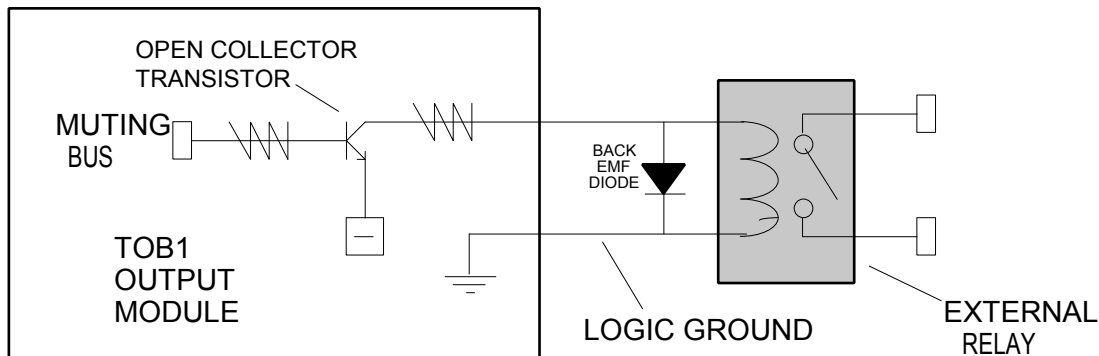 OPEN COLLECTOR
TRANSISTOR
MUTING
BUS
BACK
EMF
DIODE
TOB1
OUTPUT
MODULE
LOGIC GROUND
EXTERNAL
RELAY